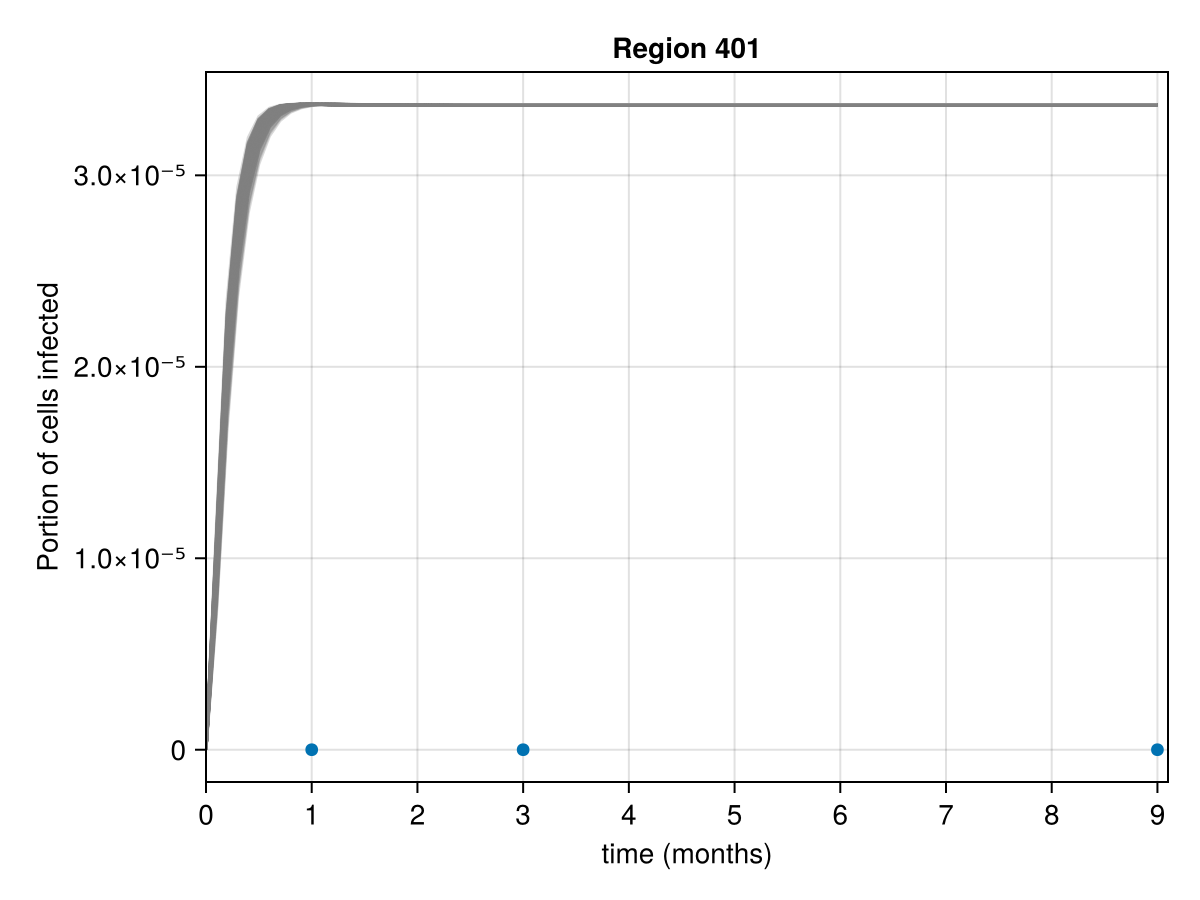 Region 401
Portion of cells infected
3.0×10⁻⁵
2.0×10⁻⁵
1.0×10⁻⁵
0
0 1 2 3 4 5 6 7 8 9
time (months)